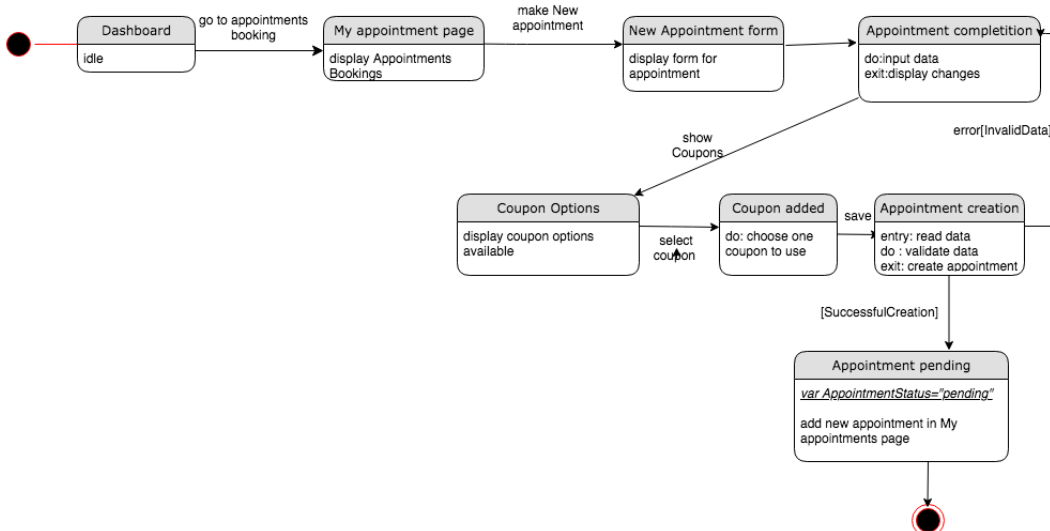 Dashboard
idle
go to appointments
booking
My appointment page
display Appointments
Bookings
make New
appointment
New Appointment form
display form for
appointment
Appointment completition
do:input data
exit:display changes
error[InvalidData]
show
Coupons
Coupon Options
display coupon options
available
select
coupon
Coupon added
do: choose one
coupon to use
save
Appointment creation
entry: read data
do : validate data
exit: create appointment
[SuccessfulCreation]
Appointment pending
var AppointmentStatus="pending"
add new appointment in My
appointments page